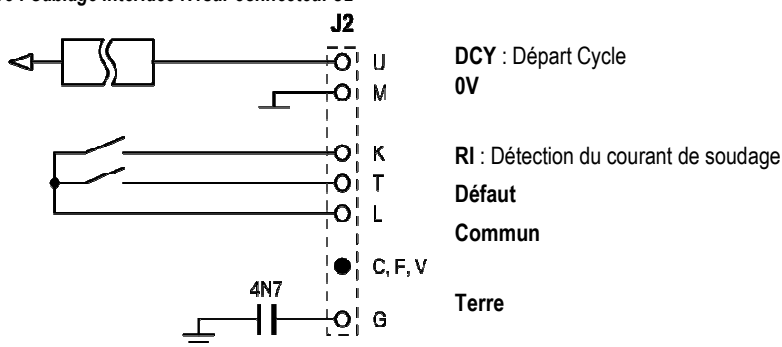 J2
U DCY : Départ Cycle
M 0V
K RI : Détection du courant de soudage
T Défaut
L Commun
C, F, V
4N7
G Terre